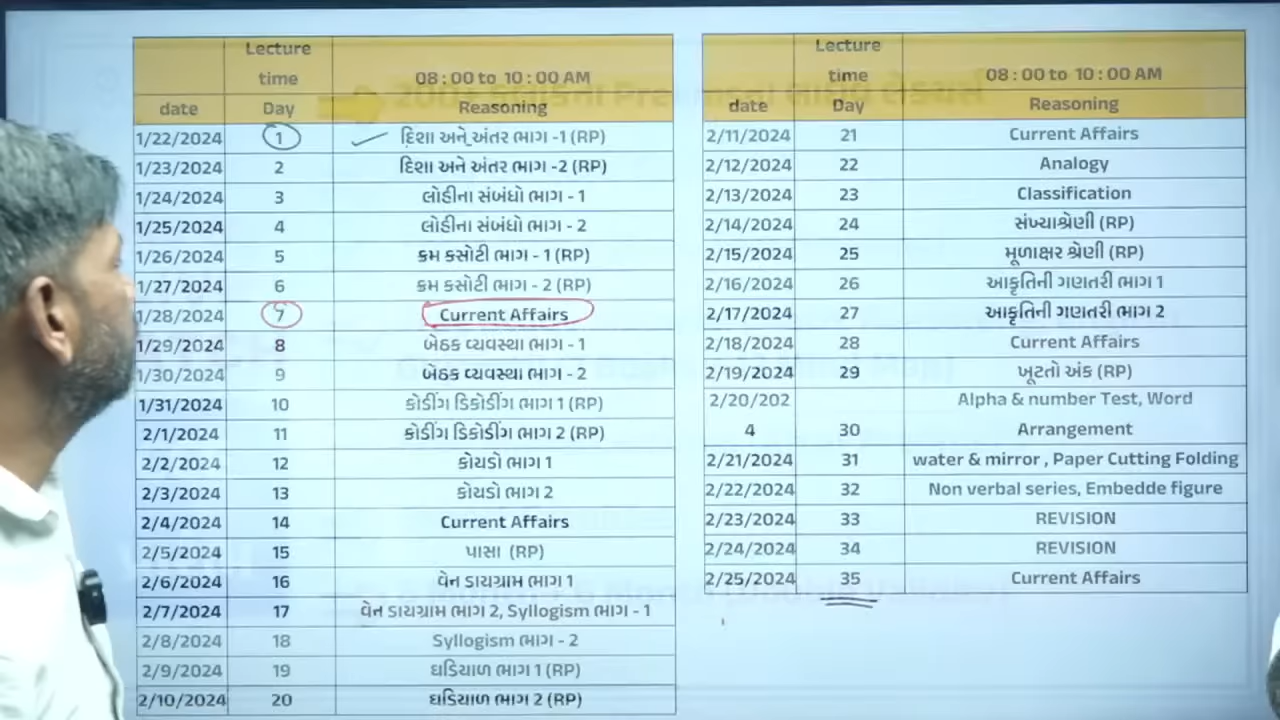 Lecture
time 08 : 00 to 10 : 00 AM
date Day Reasoning
1/22/2024 1 દિશા અને અંતર ભાગ -1 (RP)
1/23/2024 2 દિશા અને અંતર ભાગ -2 (RP)
1/24/2024 3 લોહીના સંબંધો ભાગ - 1
1/25/2024 4 લોહીના સંબંધો ભાગ - 2
1/26/2024 5 ક્રમ કસોટી ભાગ - 1 (RP)
1/27/2024 6 ક્રમ કસોટી ભાગ - 2 (RP)
1/28/2024 7 Current Affairs
1/29/2024 8 બેઠક વ્યવસ્થા ભાગ - 1
1/30/2024 9 બેઠક વ્યવસ્થા ભાગ - 2
1/31/2024 10 કોડીંગ ડિકોડીંગ ભાગ 1 (RP)
2/1/2024 11 કોડીંગ ડિકોડીંગ ભાગ 2 (RP)
2/2/2024 12 કોયડો ભાગ 1
2/3/2024 13 કોયડો ભાગ 2
2/4/2024 14 Current Affairs
2/5/2024 15 પાસા (RP)
2/6/2024 16 વેન ડાયગ્રામ ભાગ 1
2/7/2024 17 વેન ડાયગ્રામ ભાગ 2, Syllogism ભાગ - 1
2/8/2024 18 Syllogism ભાગ - 2
2/9/2024 19 ઘડિયાળ ભાગ 1 (RP)
2/10/2024 20 ઘડિયાળ ભાગ 2 (RP)
Lecture
time 08 : 00 to 10 : 00 AM
date Day Reasoning
2/11/2024 21 Current Affairs
2/12/2024 22 Analogy
2/13/2024 23 Classification
2/14/2024 24 સંખ્યાશ્રેણી (RP)
2/15/2024 25 મૂળાક્ષર શ્રેણી (RP)
2/16/2024 26 આકૃતિની ગણતરી ભાગ 1
2/17/2024 27 આકૃતિની ગણતરી ભાગ 2
2/18/2024 28 Current Affairs
2/19/2024 29 ખૂટતો અંક (RP)
2/20/202 Alpha & number Test, Word
4 30 Arrangement
2/21/2024 31 water & mirror , Paper Cutting Folding
2/22/2024 32 Non verbal series, Embedde figure
2/23/2024 33 REVISION
2/24/2024 34 REVISION
2/25/2024 35 Current Affairs